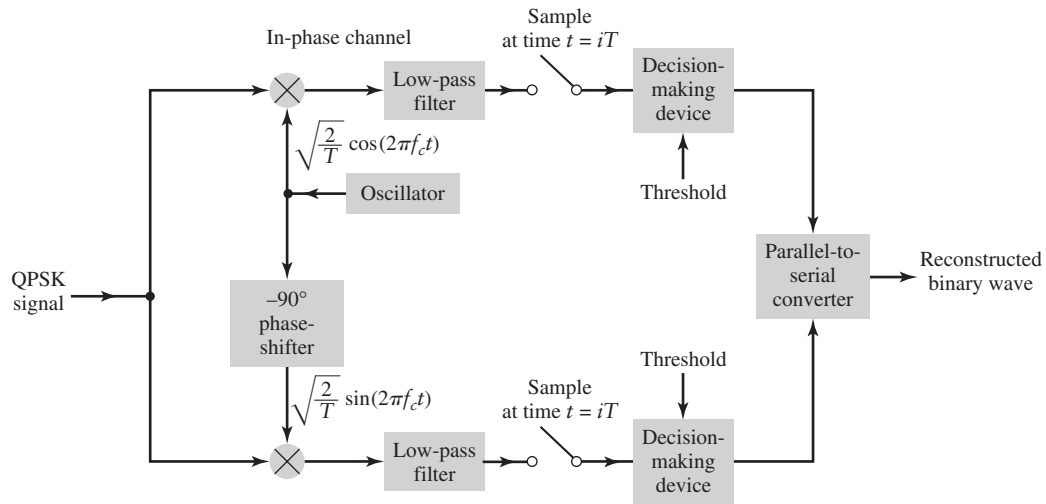 In-phase channel
Sample
at time t = iT
Low-pass
filter
Decision-
making
device
√(2/T) cos(2πf_c t)
Threshold
Oscillator
QPSK
signal
–90°
phase-
shifter
Parallel-to-
serial
converter
Reconstructed
binary wave
√(2/T) sin(2πf_c t)
Sample
at time t = iT
Threshold
Low-pass
filter
Decision-
making
device